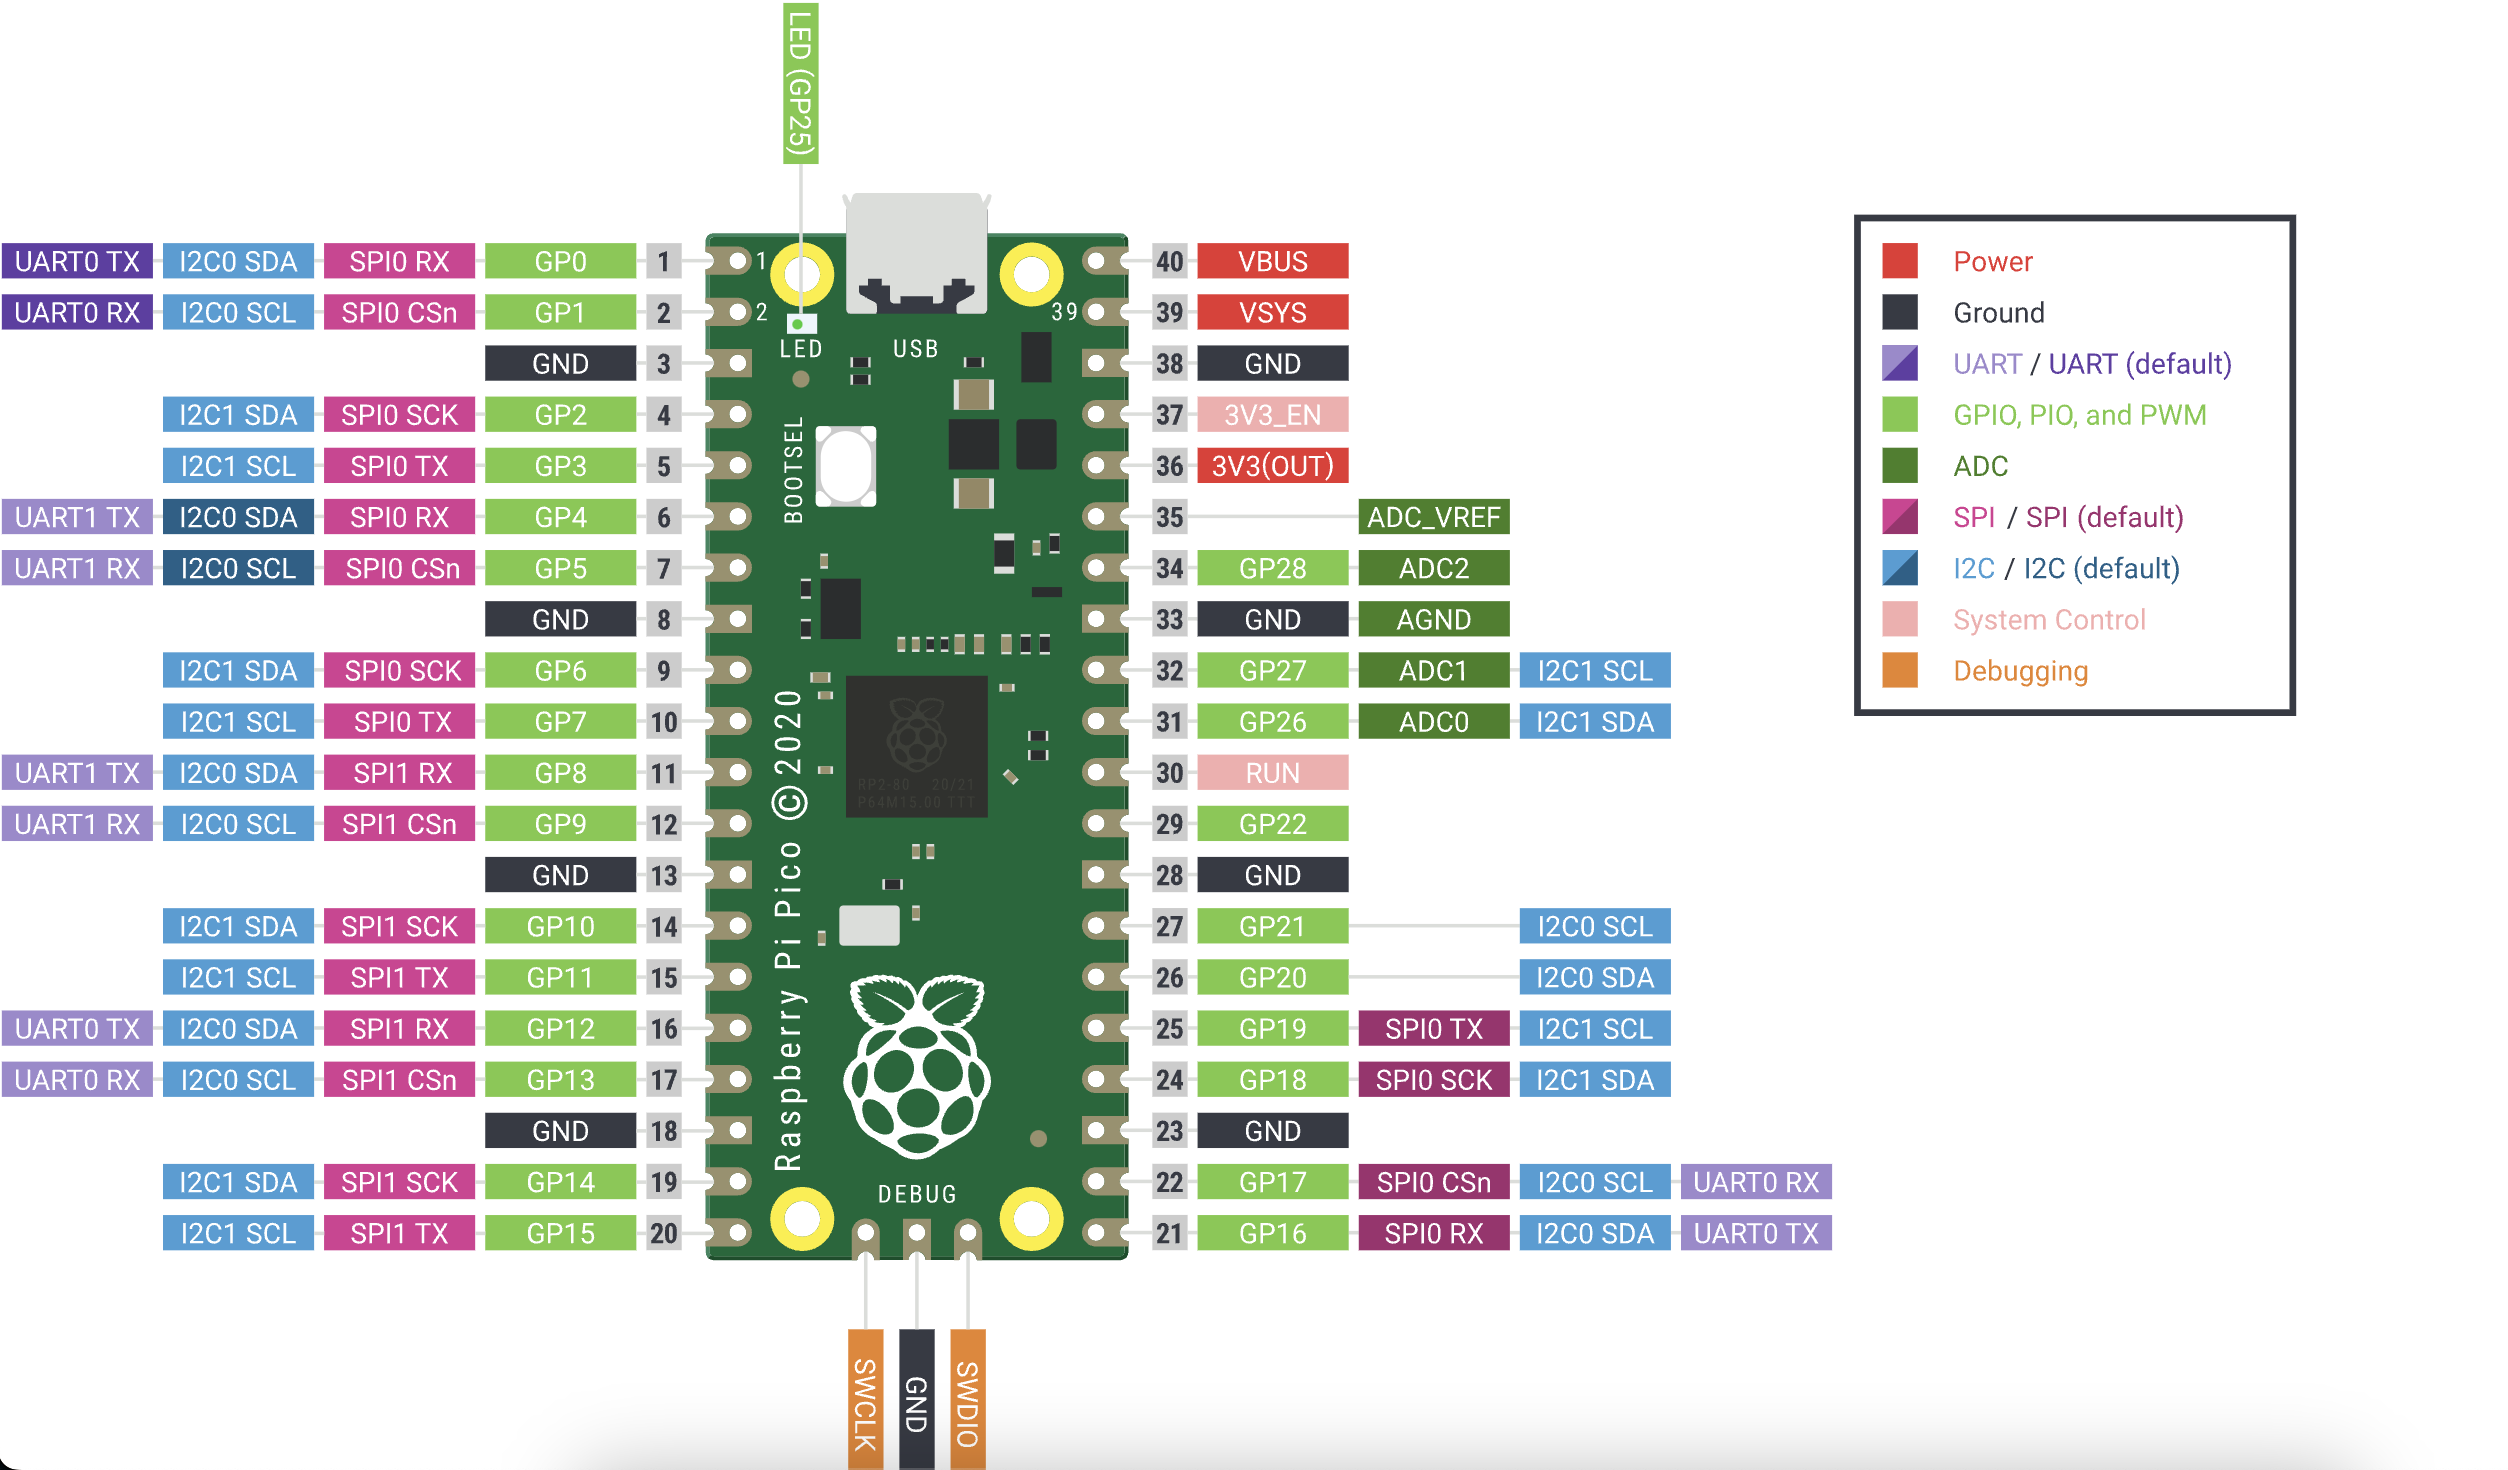 LED (GP25)
UART0 TX I2C0 SDA SPI0 RX GP0 1 1 40 VBUS
UART0 RX I2C0 SCL SPI0 CSn GP1 2 2 39 39 VSYS
GND 3 LED USB 38 GND
I2C1 SDA SPI0 SCK GP2 4 37 3V3_EN
I2C1 SCL SPI0 TX GP3 5 36 3V3(OUT)
BOOTSEL
UART1 TX I2C0 SDA SPI0 RX GP4 6 35 ADC_VREF
UART1 RX I2C0 SCL SPI0 CSn GP5 7 34 GP28 ADC2
GND 8 33 GND AGND
I2C1 SDA SPI0 SCK GP6 9 32 GP27 ADC1 I2C1 SCL
I2C1 SCL SPI0 TX GP7 10 31 GP26 ADC0 I2C1 SDA
UART1 TX I2C0 SDA SPI1 RX GP8 11 30 RUN
RP2-80 20/21
P64M15.00 TTT
UART1 RX I2C0 SCL SPI1 CSn GP9 12 29 GP22
GND 13 28 GND
I2C1 SDA SPI1 SCK GP10 14 27 GP21 I2C0 SCL
I2C1 SCL SPI1 TX GP11 15 26 GP20 I2C0 SDA
Raspberry Pi Pico ©2020
UART0 TX I2C0 SDA SPI1 RX GP12 16 25 GP19 SPI0 TX I2C1 SCL
UART0 RX I2C0 SCL SPI1 CSn GP13 17 24 GP18 SPI0 SCK I2C1 SDA
GND 18 23 GND
I2C1 SDA SPI1 SCK GP14 19 DEBUG 22 GP17 SPI0 CSn I2C0 SCL UART0 RX
I2C1 SCL SPI1 TX GP15 20 21 GP16 SPI0 RX I2C0 SDA UART0 TX
SWCLK
GND
SWDIO
Power
Ground
UART / UART (default)
GPIO, PIO, and PWM
ADC
SPI / SPI (default)
I2C / I2C (default)
System Control
Debugging